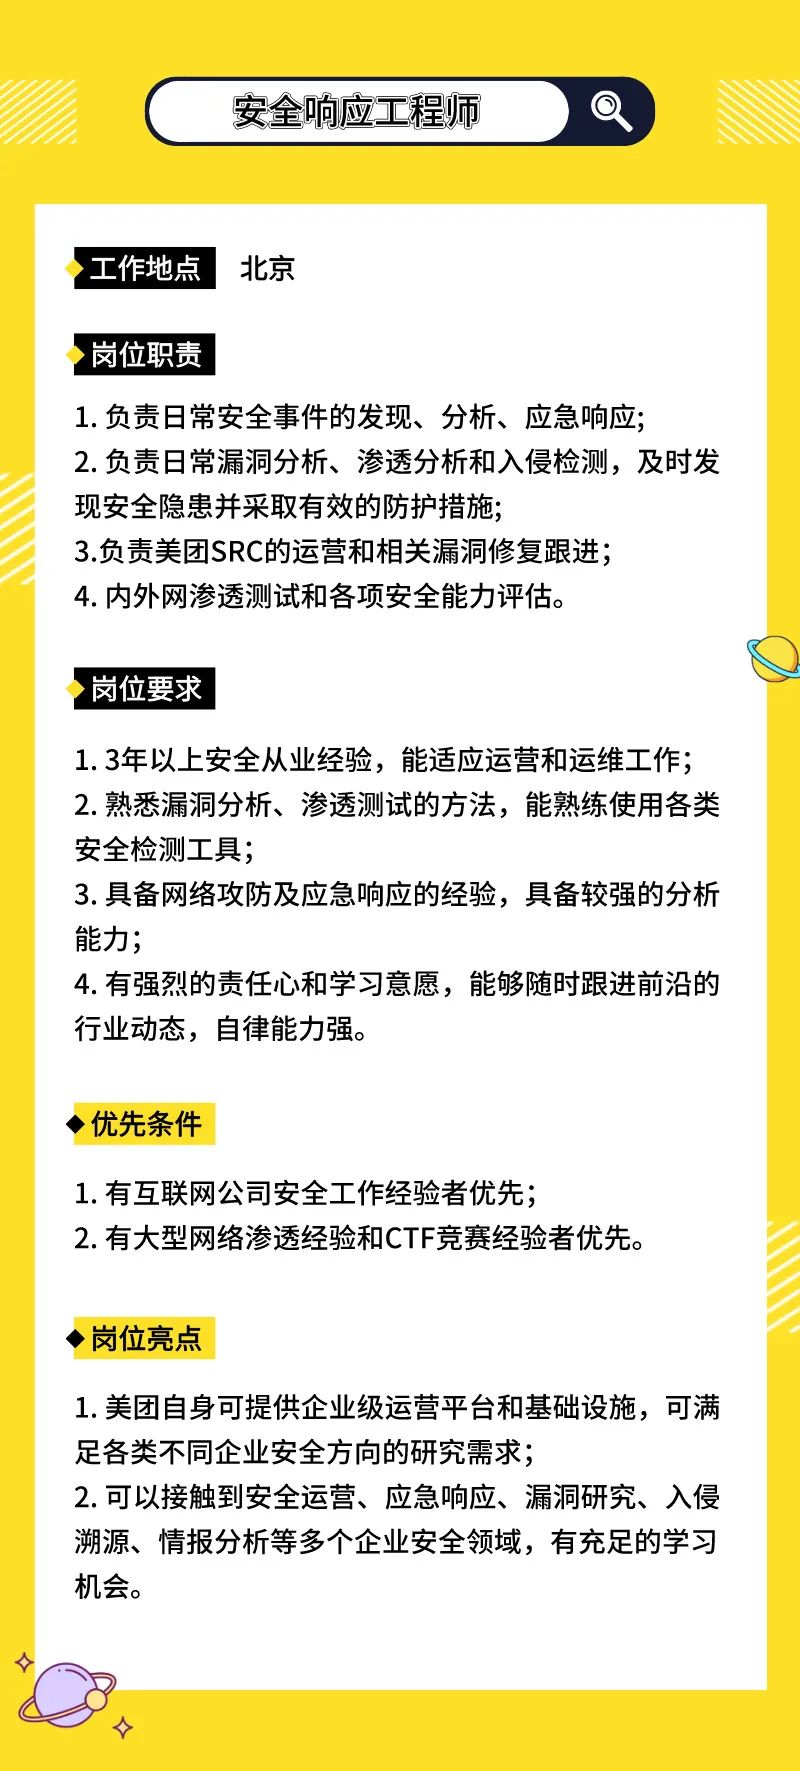 安全响应工程师
工作地点 北京
岗位职责
1. 负责日常安全事件的发现、分析、应急响应;
2. 负责日常漏洞分析、渗透分析和入侵检测，及时发
现安全隐患并采取有效的防护措施;
3.负责美团SRC的运营和相关漏洞修复跟进；
4. 内外网渗透测试和各项安全能力评估。
岗位要求
1. 3年以上安全从业经验，能适应运营和运维工作；
2. 熟悉漏洞分析、渗透测试的方法，能熟练使用各类
安全检测工具；
3. 具备网络攻防及应急响应的经验，具备较强的分析
能力；
4. 有强烈的责任心和学习意愿，能够随时跟进前沿的
行业动态，自律能力强。
优先条件
1. 有互联网公司安全工作经验者优先；
2. 有大型网络渗透经验和CTF竞赛经验者优先。
岗位亮点
1. 美团自身可提供企业级运营平台和基础设施，可满
足各类不同企业安全方向的研究需求；
2. 可以接触到安全运营、应急响应、漏洞研究、入侵
溯源、情报分析等多个企业安全领域，有充足的学习
机会。